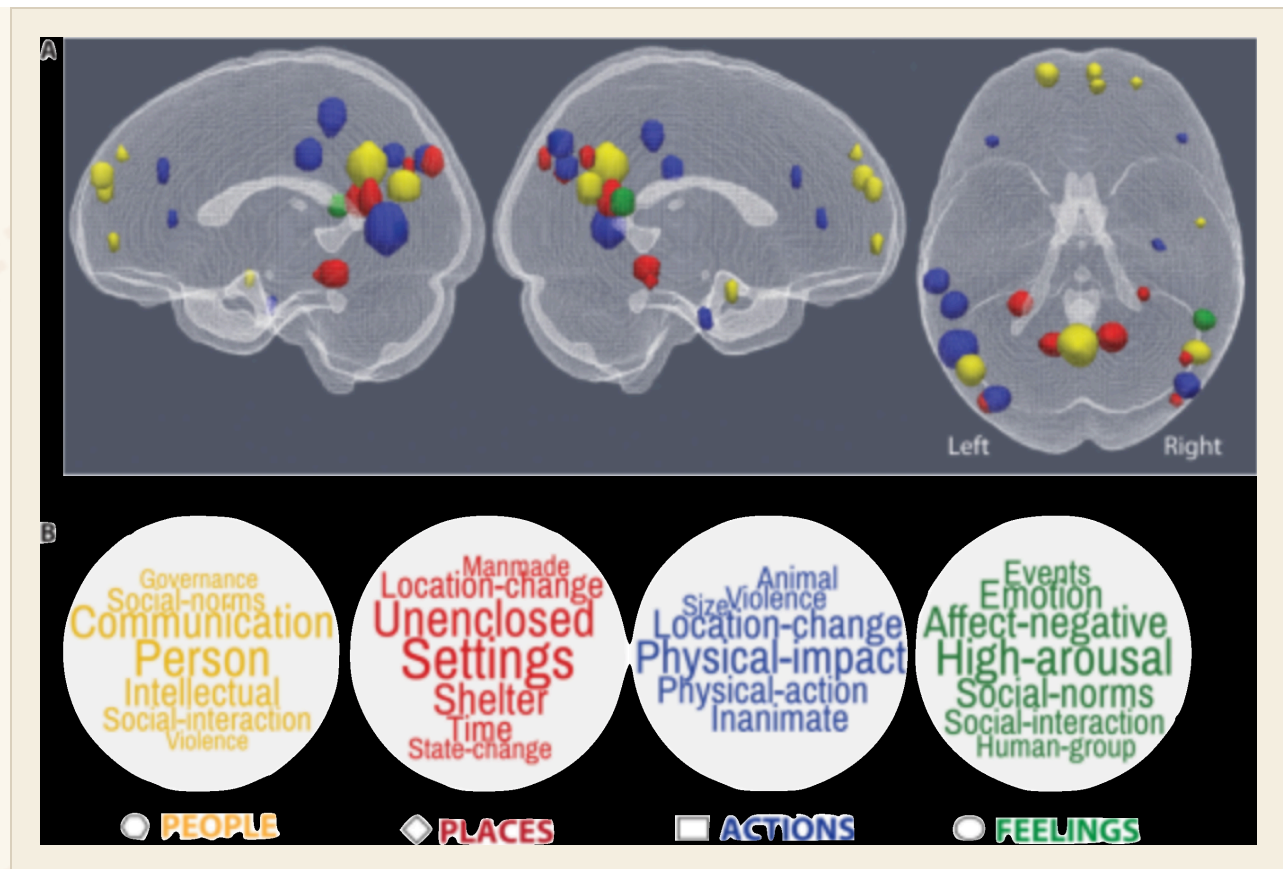 A
Left
Right
B
Governance
Social-norms
Communication
Person
Intellectual
Social-interaction
Violence
Manmade
Location-change
Unenclosed
Settings
Shelter
Time
State-change
Animal
Violence
Size
Location-change
Physical-impact
Physical-action
Inanimate
Events
Emotion
Affect-negative
High-arousal
Social-norms
Social-interaction
Human-group
PEOPLE
PLACES
ACTIONS
FEELINGS